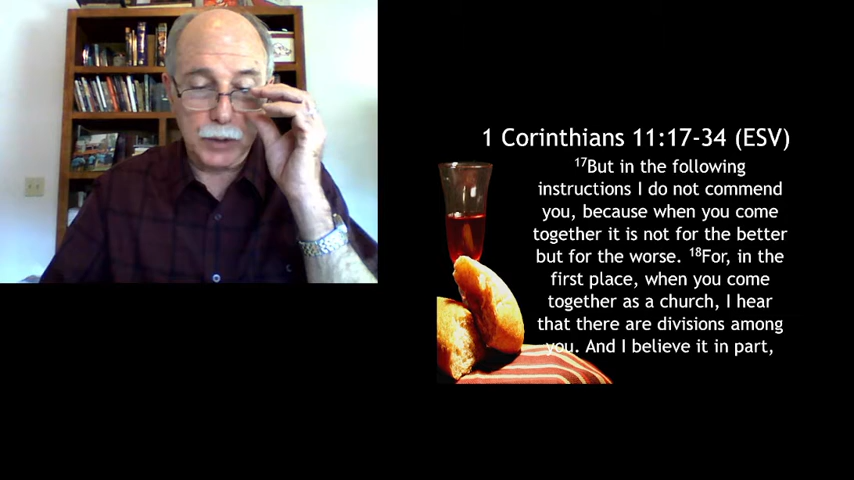 1 Corinthians 11:17-34 (ESV)
17But in the following
instructions I do not commend
you, because when you come
together it is not for the better
but for the worse. 18For, in the
first place, when you come
together as a church, I hear
that there are divisions among
you. And I believe it in part,